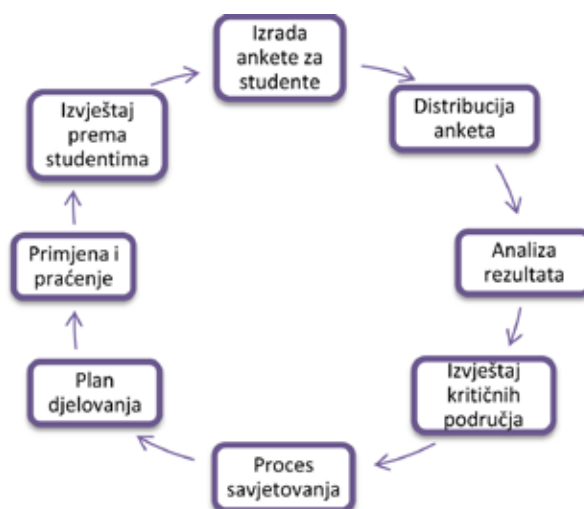 Izrada
ankete za
studente
Distribucija
anketa
Analiza
rezultata
Izvještaj
kritičnih
područja
Proces
savjetovanja
Plan
djelovanja
Primjena i
praćenje
Izvještaj
prema
studentima